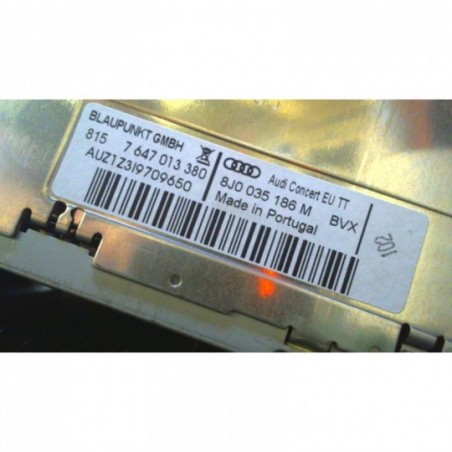 BLAUPUNKT GMBH
815 7 647 013 380
AUZ1Z3I9709650
Audi Concert EU TT
8J0 035 186 M BVX
Made in Portugal
102